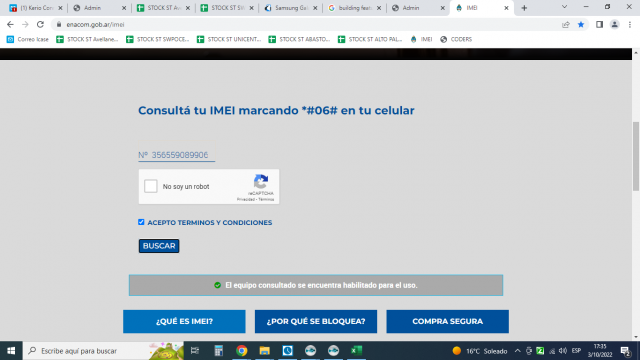 (1) Kerio Con
Admin
STOCK ST Av
STOCK ST S
Samsung Ga
building feat
Admin
IMEI
enacom.gob.ar/imei
Correo Icase
STOCK ST Avellane...
STOCK ST SWPOCE...
STOCK ST UNICENT...
STOCK ST ABASTO...
STOCK ST ALTO PAL...
IMEI
CODERS
Consultá tu IMEI marcando *#06# en tu celular
Nº 356559089906
No soy un robot
reCAPTCHA
Privacidad - Términos
ACEPTO TERMINOS Y CONDICIONES
BUSCAR
El equipo consultado se encuentra habilitado para el uso.
¿QUÉ ES IMEI?
¿POR QUÉ SE BLOQUEA?
COMPRA SEGURA
Escribe aquí para buscar
16°C Soleado
ESP
17:35
3/10/2022